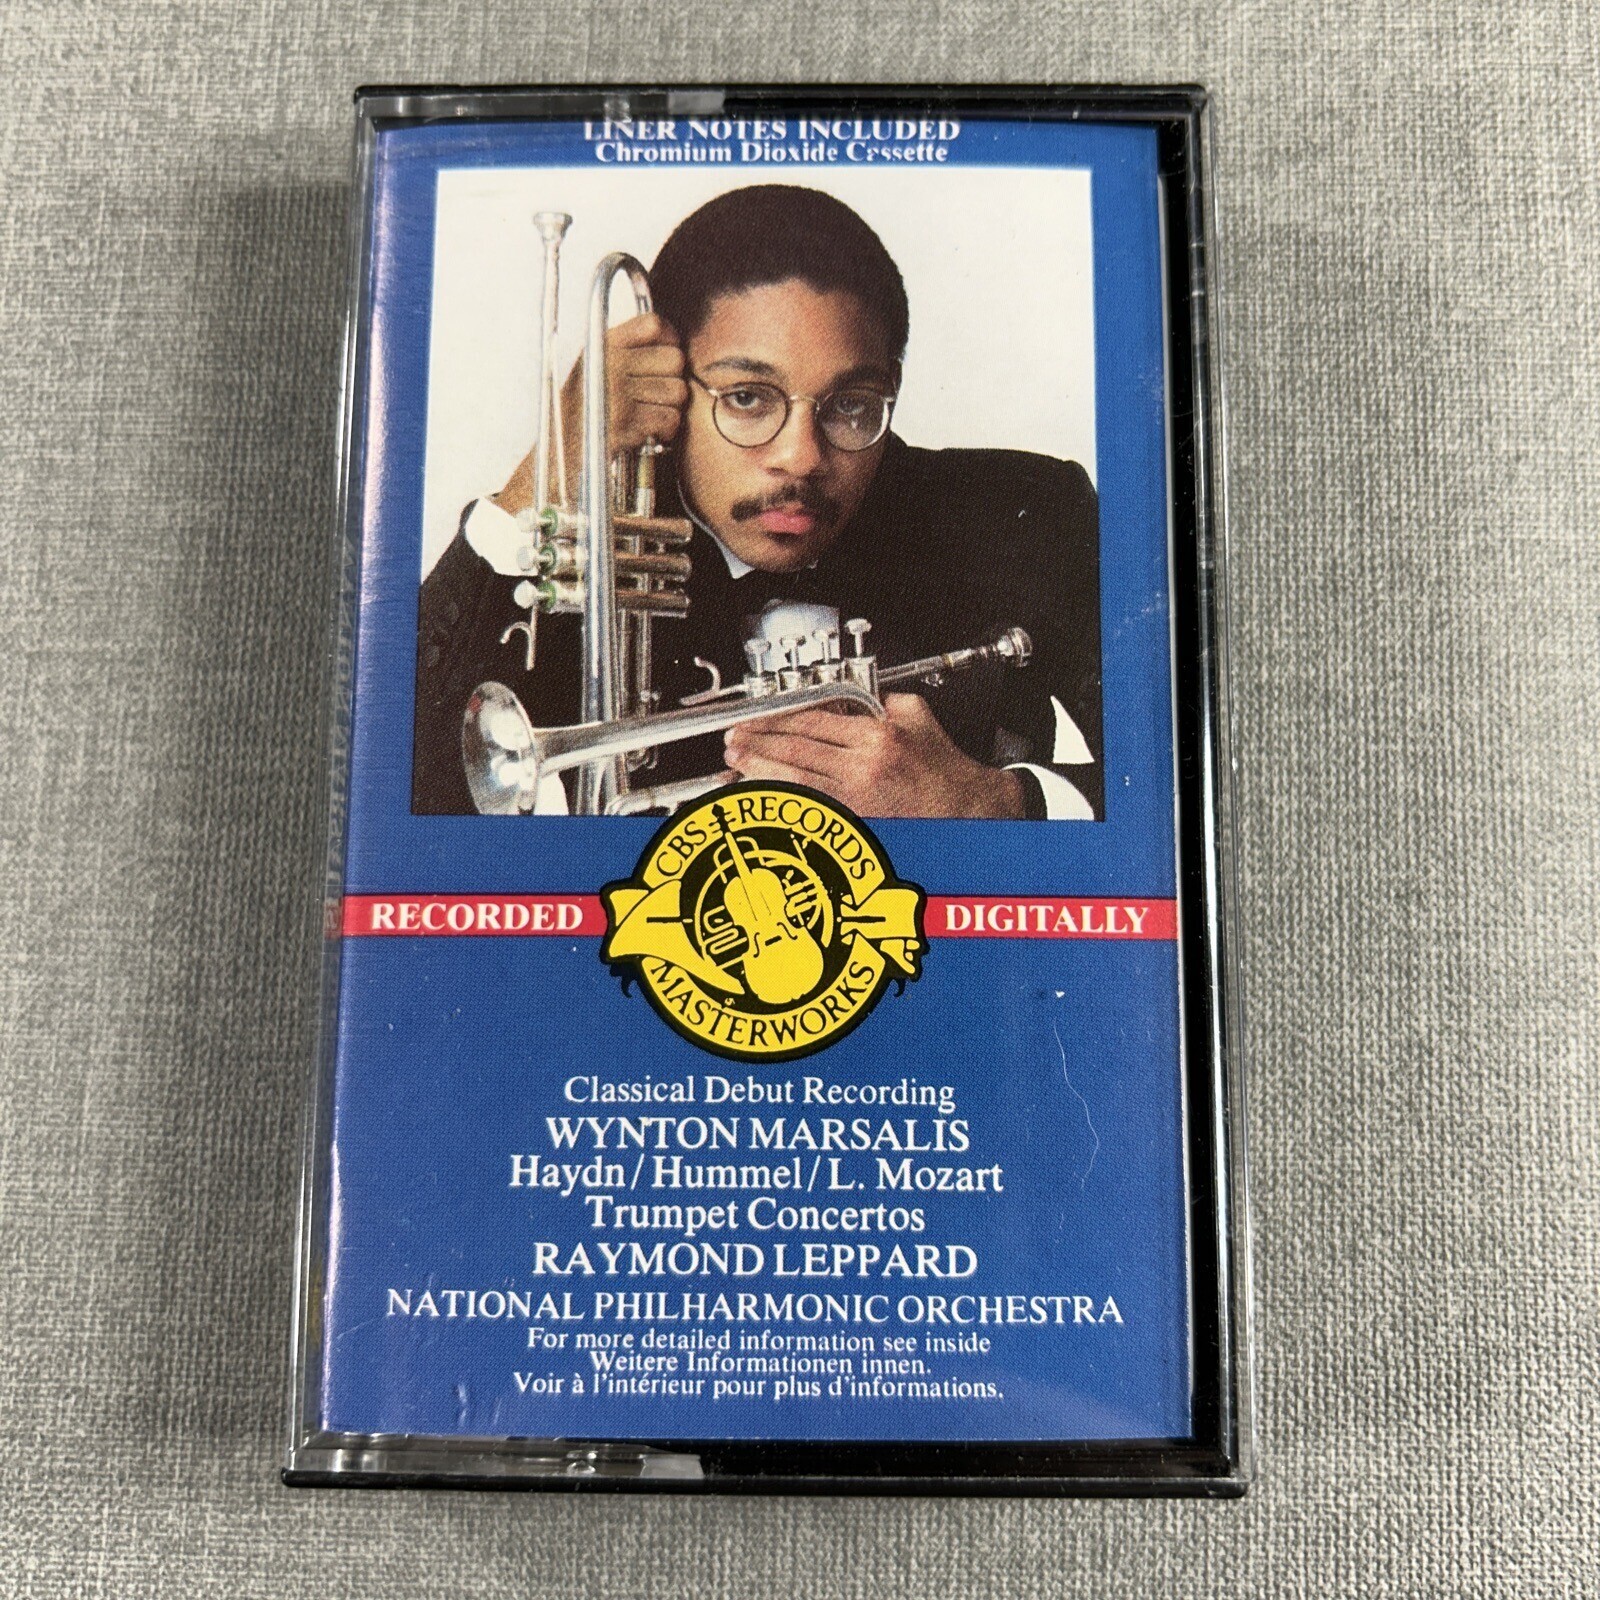 LINER NOTES INCLUDED
Chromium Dioxide Cassette
CBS RECORDS
RECORDED DIGITALLY
MASTERWORKS
Classical Debut Recording
WYNTON MARSALIS
Haydn/Hummel/L. Mozart
Trumpet Concertos
RAYMOND LEPPARD
NATIONAL PHILHARMONIC ORCHESTRA
For more detailed information see inside
Weitere Informationen innen.
Voir à l'intérieur pour plus d'informations.